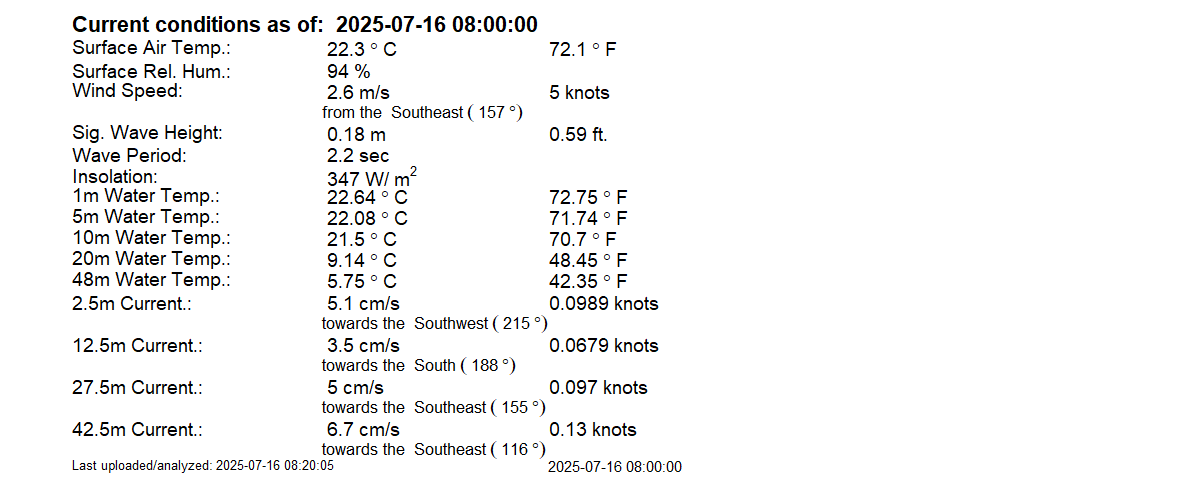 Current conditions as of: 2025-07-16 08:00:00
Surface Air Temp.: 22.3 ° C 72.1 ° F
Surface Rel. Hum.: 94 %
Wind Speed: 2.6 m/s 5 knots
from the Southeast ( 157 °)
Sig. Wave Height: 0.18 m 0.59 ft.
Wave Period: 2.2 sec
Insolation: 347 W/ m²
1m Water Temp.: 22.64 ° C 72.75 ° F
5m Water Temp.: 22.08 ° C 71.74 ° F
10m Water Temp.: 21.5 ° C 70.7 ° F
20m Water Temp.: 9.14 ° C 48.45 ° F
48m Water Temp.: 5.75 ° C 42.35 ° F
2.5m Current.: 5.1 cm/s 0.0989 knots
towards the Southwest ( 215 °)
12.5m Current.: 3.5 cm/s 0.0679 knots
towards the South ( 188 °)
27.5m Current.: 5 cm/s 0.097 knots
towards the Southeast ( 155 °)
42.5m Current.: 6.7 cm/s 0.13 knots
towards the Southeast ( 116 °)
Last uploaded/analyzed: 2025-07-16 08:20:05 2025-07-16 08:00:00